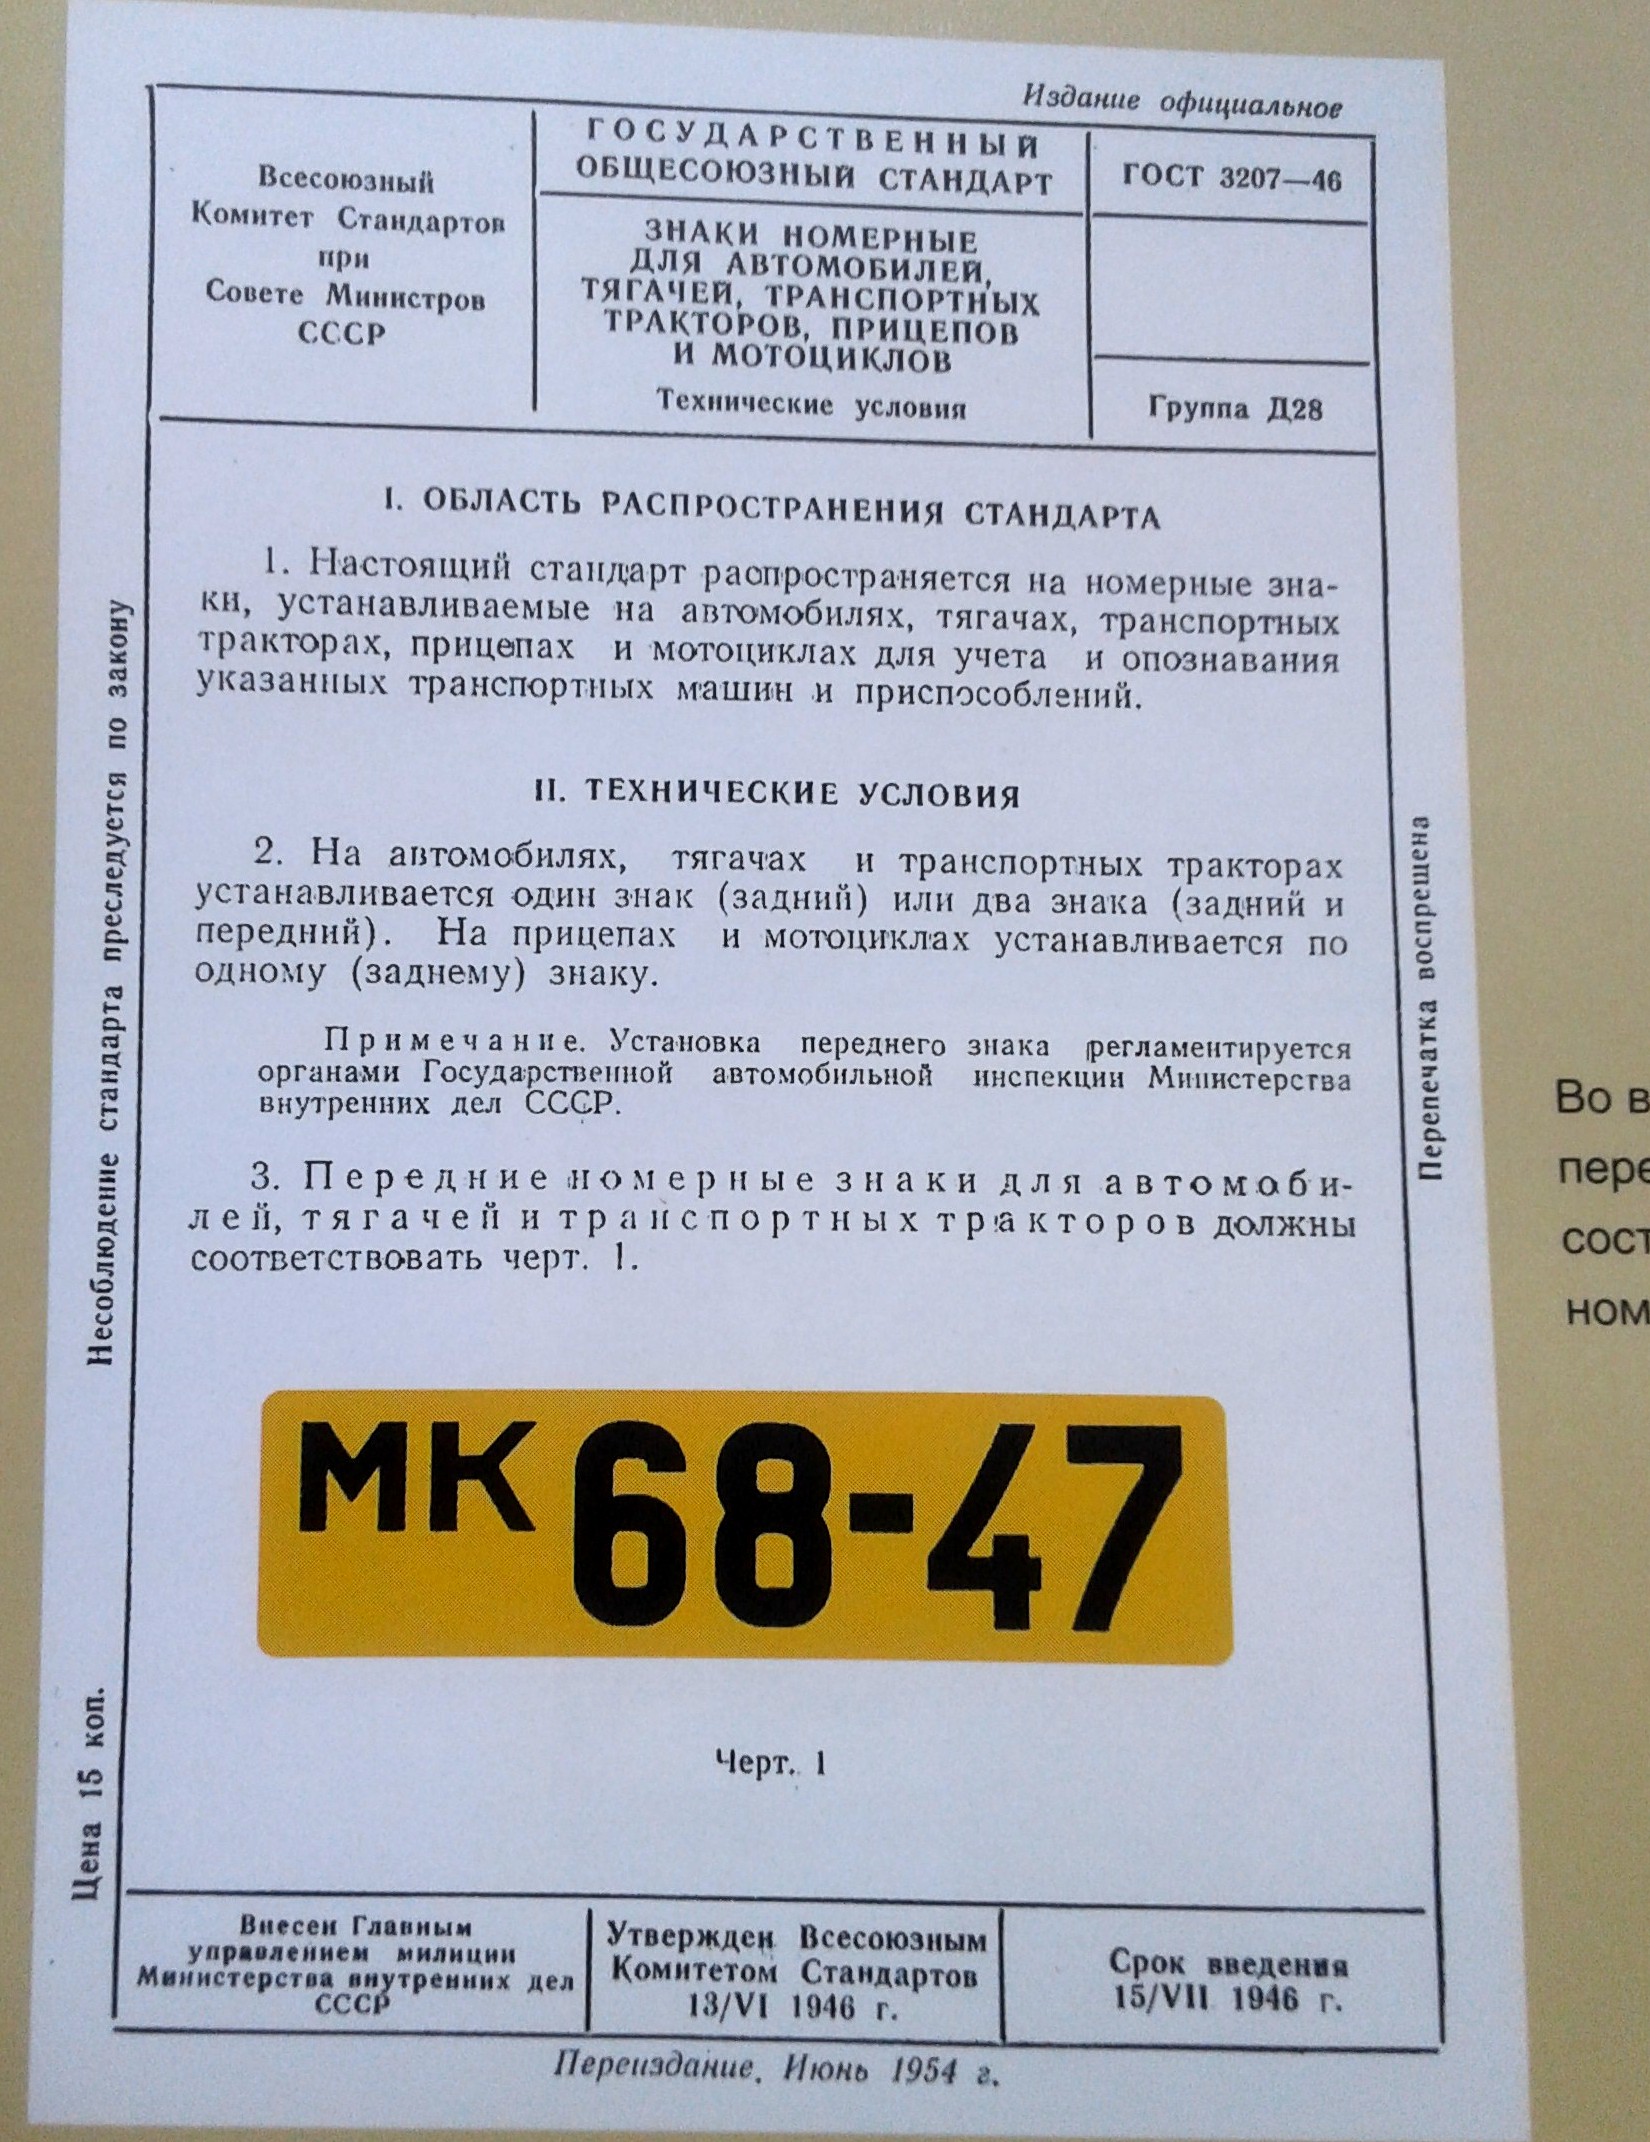 Издание официальное
Всесоюзный
Комитет Стандартов
при
Совете Министров
СССР
ГОСУДАРСТВЕННЫЙ
ОБЩЕСОЮЗНЫЙ СТАНДАРТ
ЗНАКИ НОМЕРНЫЕ
ДЛЯ АВТОМОБИЛЕЙ,
ТЯГАЧЕЙ, ТРАНСПОРТНЫХ
ТРАКТОРОВ, ПРИЦЕПОВ
И МОТОЦИКЛОВ
Технические условия
ГОСТ 3207—46
Группа Д28
I. ОБЛАСТЬ РАСПРОСТРАНЕНИЯ СТАНДАРТА
1. Настоящий стандарт распространяется на номерные зна-
ки, устанавливаемые на автомобилях, тягачах, транспортных
тракторах, прицепах и мотоциклах для учета и опознавания
указанных транспортных машин и приспособлений.
II. ТЕХНИЧЕСКИЕ УСЛОВИЯ
2. На автомобилях, тягачах и транспортных тракторах
устанавливается один знак (задний) или два знака (задний и
передний). На прицепах и мотоциклах устанавливается по
одному (заднему) знаку.
Примечание. Установка переднего знака регламентируется
органами Государственной автомобильной инспекции Министерства
внутренних дел СССР.
3. Передние номерные знаки для автомоби-
лей, тягачей и транспортных тракторов должны
соответствовать черт. 1.
МК 68-47
Черт. 1
Внесен Главным
управлением милиции
Министерства внутренних дел
СССР
Утвержден Всесоюзным
Комитетом Стандартов
13/VI 1946 г.
Срок введения
15/VII 1946 г.
Переиздание. Июнь 1954 г.
Несоблюдение стандарта преследуется по закону
Цена 15 коп.
Перепечатка воспрещена
Во в
пере
сост
ном